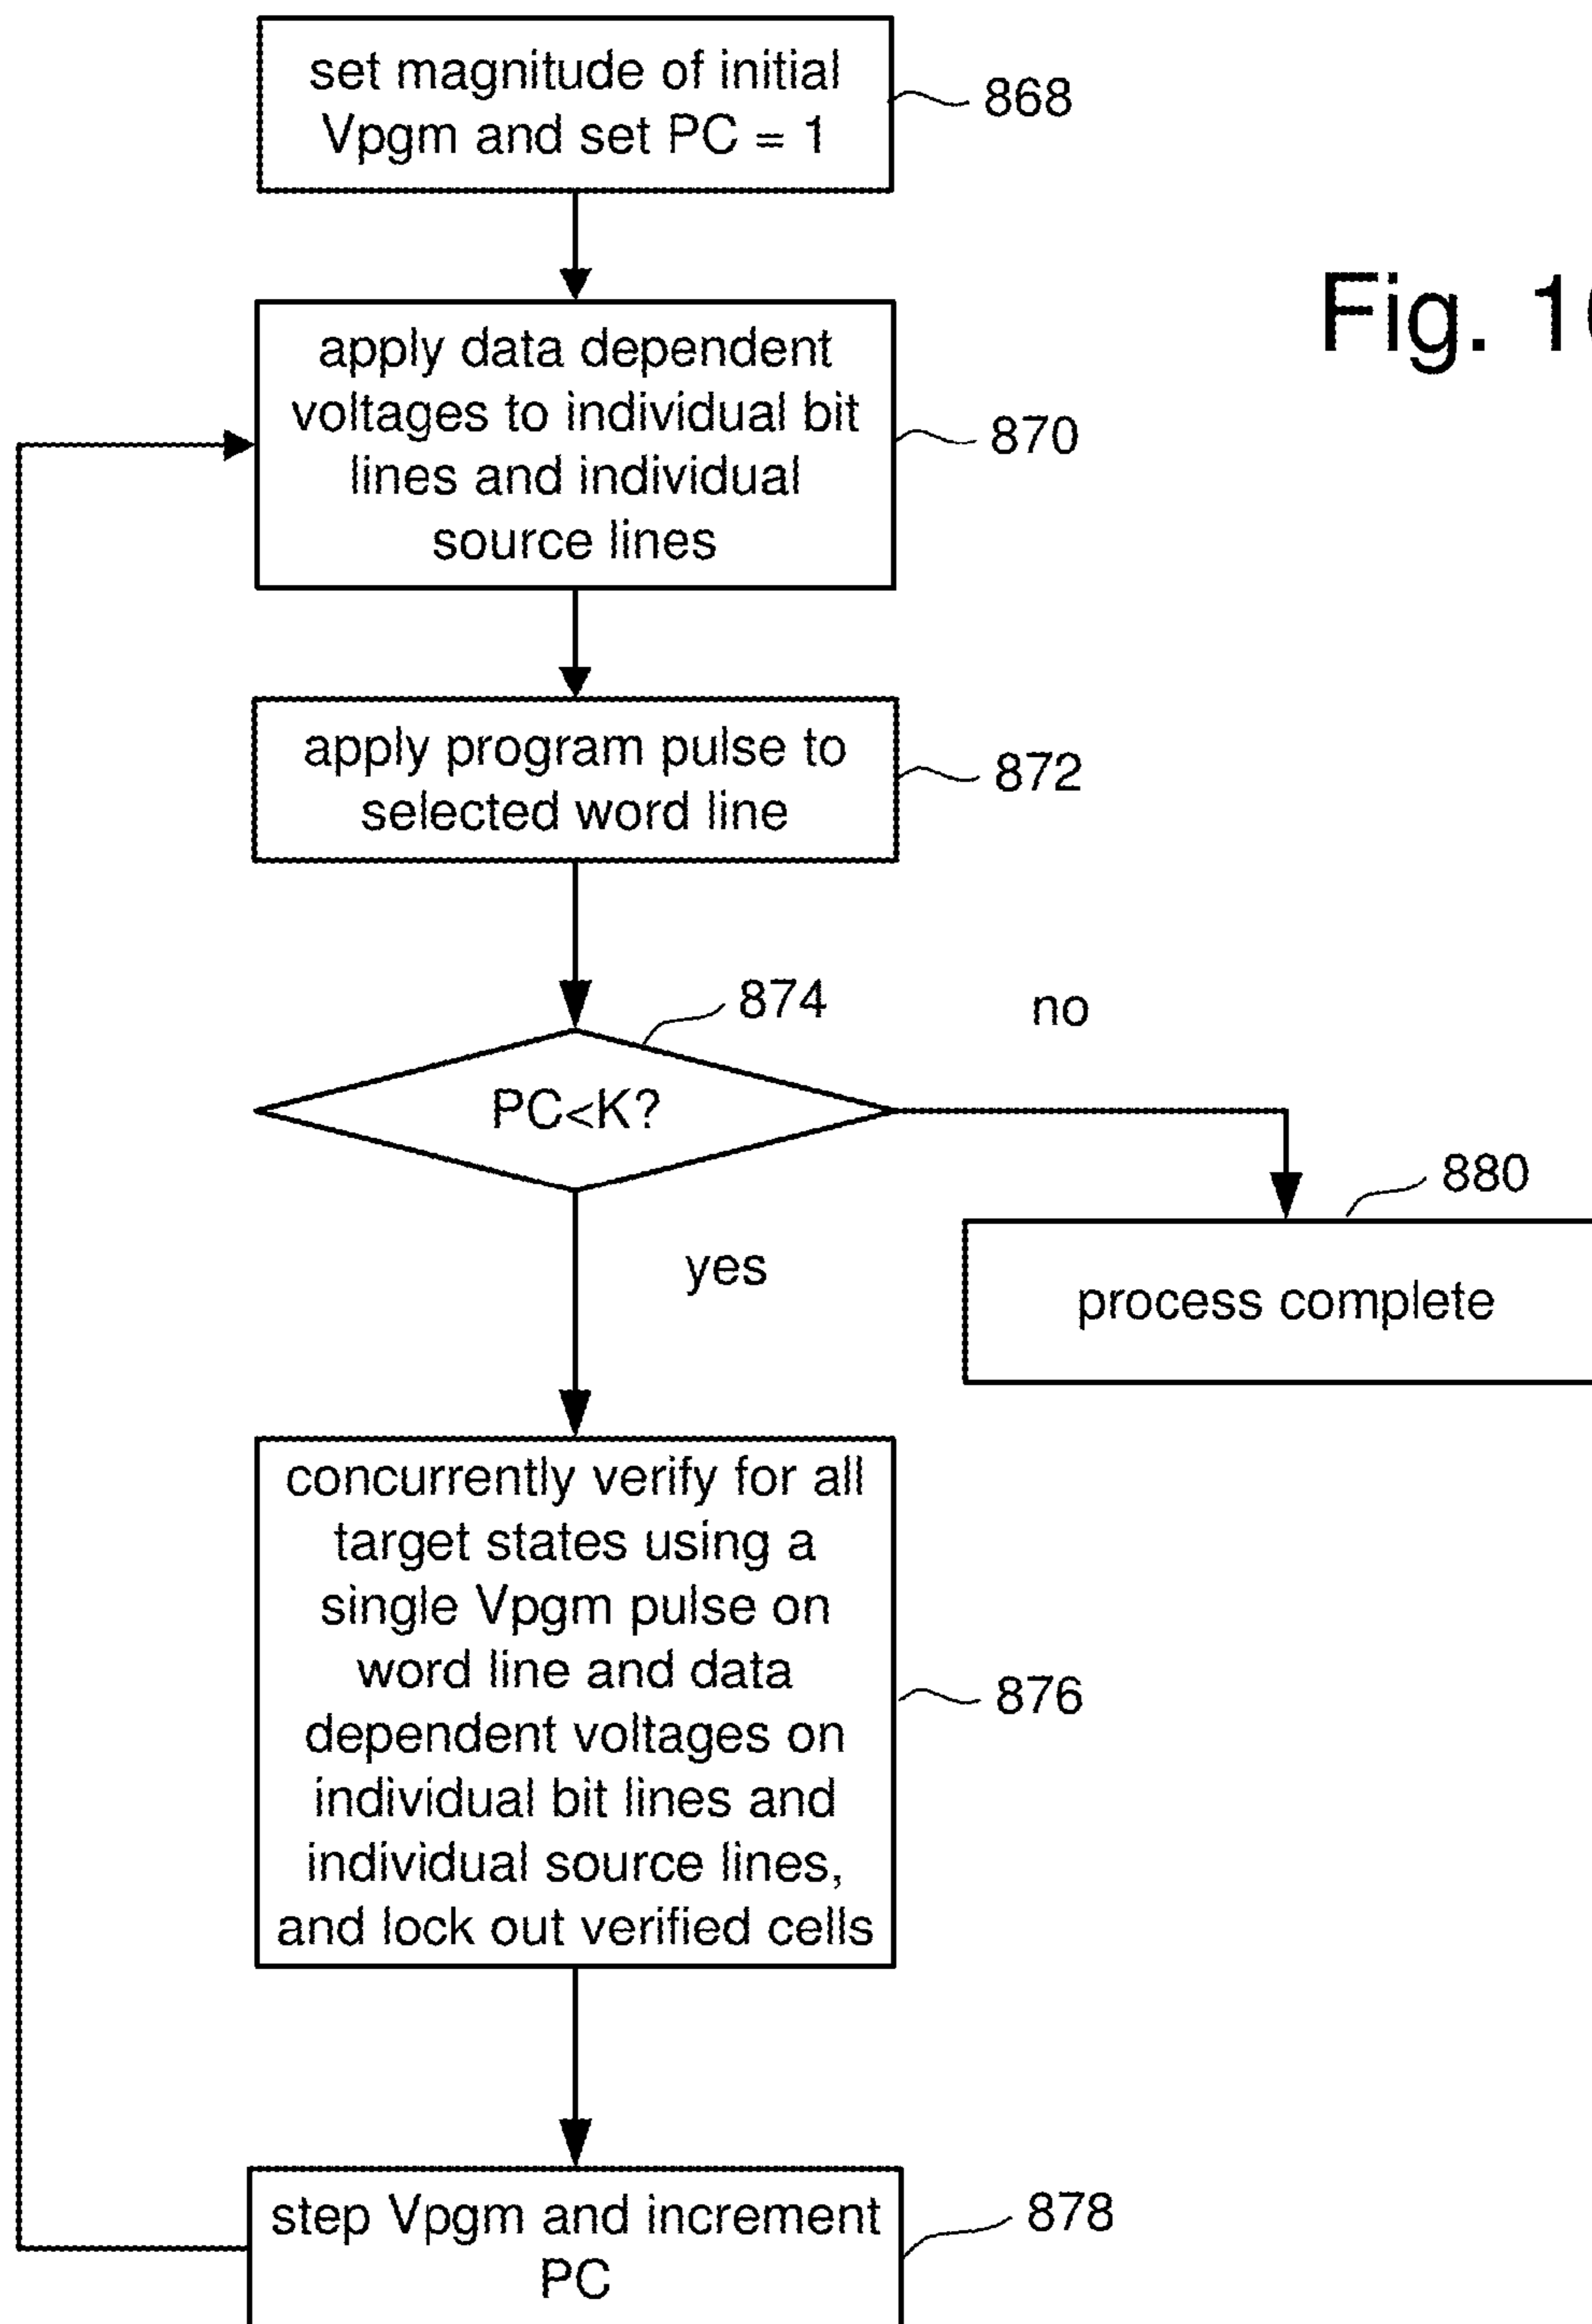 set magnitude of initial
Vpgm and set PC = 1
868
Fig. 1
apply data dependent
voltages to individual bit
lines and individual
source lines
870
apply program pulse to
selected word line
872
874
no
PC<K?
880
yes
process complete
concurrently verify for all
target states using a
single Vpgm pulse on
word line and data
dependent voltages on
individual bit lines and
individual source lines,
and lock out verified cells
876
step Vpgm and increment
PC
878